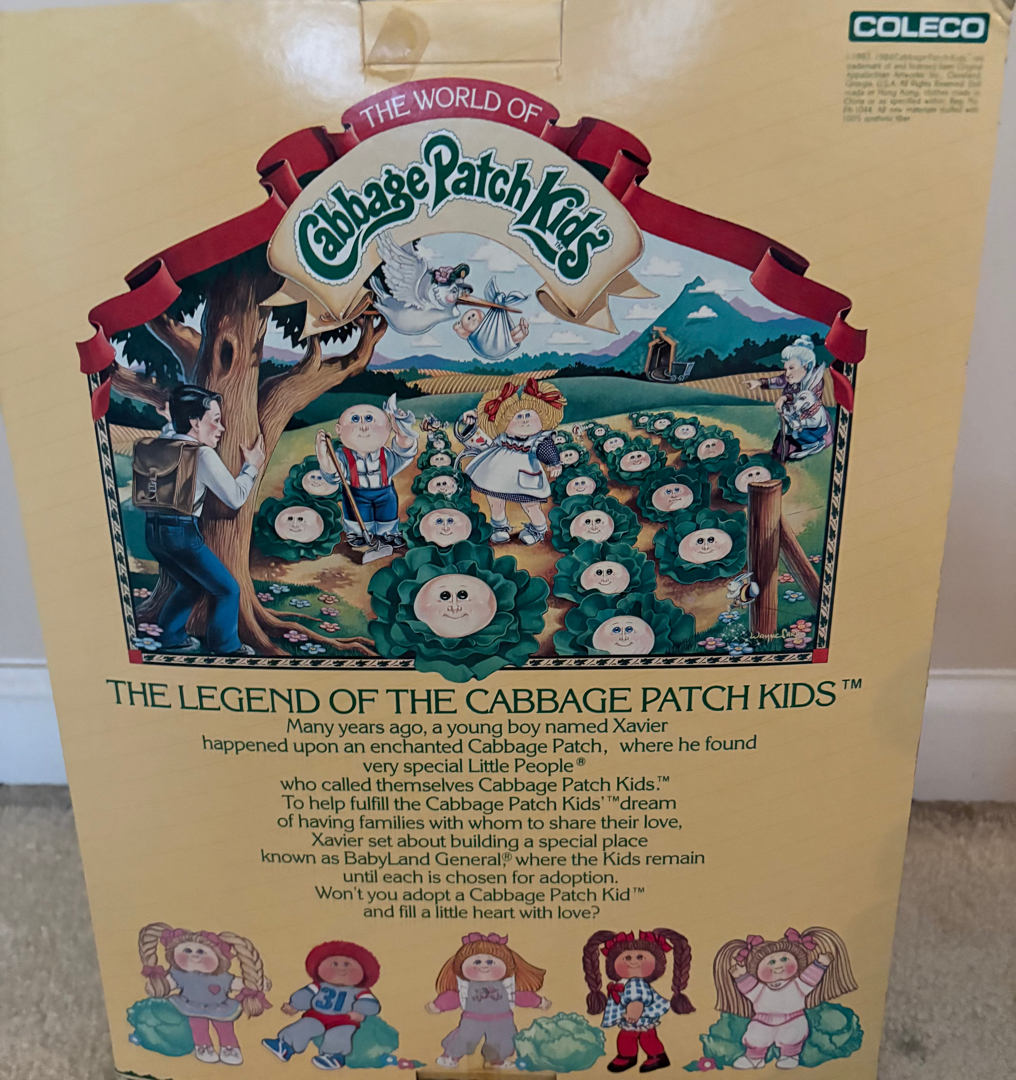 COLECO
THE WORLD OF
Cabbage Patch Kids™
THE LEGEND OF THE CABBAGE PATCH KIDS™
Many years ago, a young boy named Xavier
happened upon an enchanted Cabbage Patch, where he found
very special Little People®
who called themselves Cabbage Patch Kids.™
To help fulfill the Cabbage Patch Kids'™ dream
of having families with whom to share their love,
Xavier set about building a special place
known as BabyLand General,® where the Kids remain
until each is chosen for adoption.
Won't you adopt a Cabbage Patch Kid™
and fill a little heart with love?
31